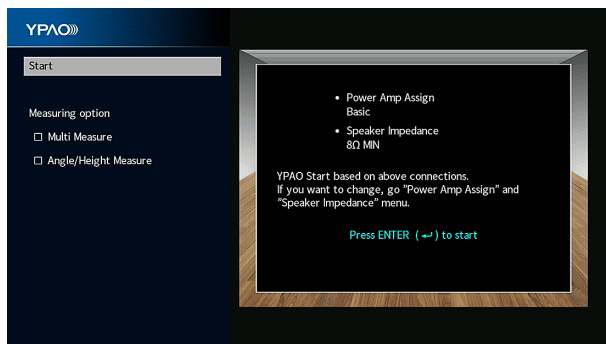 YPAO
Start
Measuring option
Multi Measure
Angle/Height Measure
• Power Amp Assign
Basic
• Speaker Impedance
8Ω MIN
YPAO Start based on above connections.
If you want to change, go "Power Amp Assign" and
"Speaker Impedance" menu.
Press ENTER ( ↵ ) to start